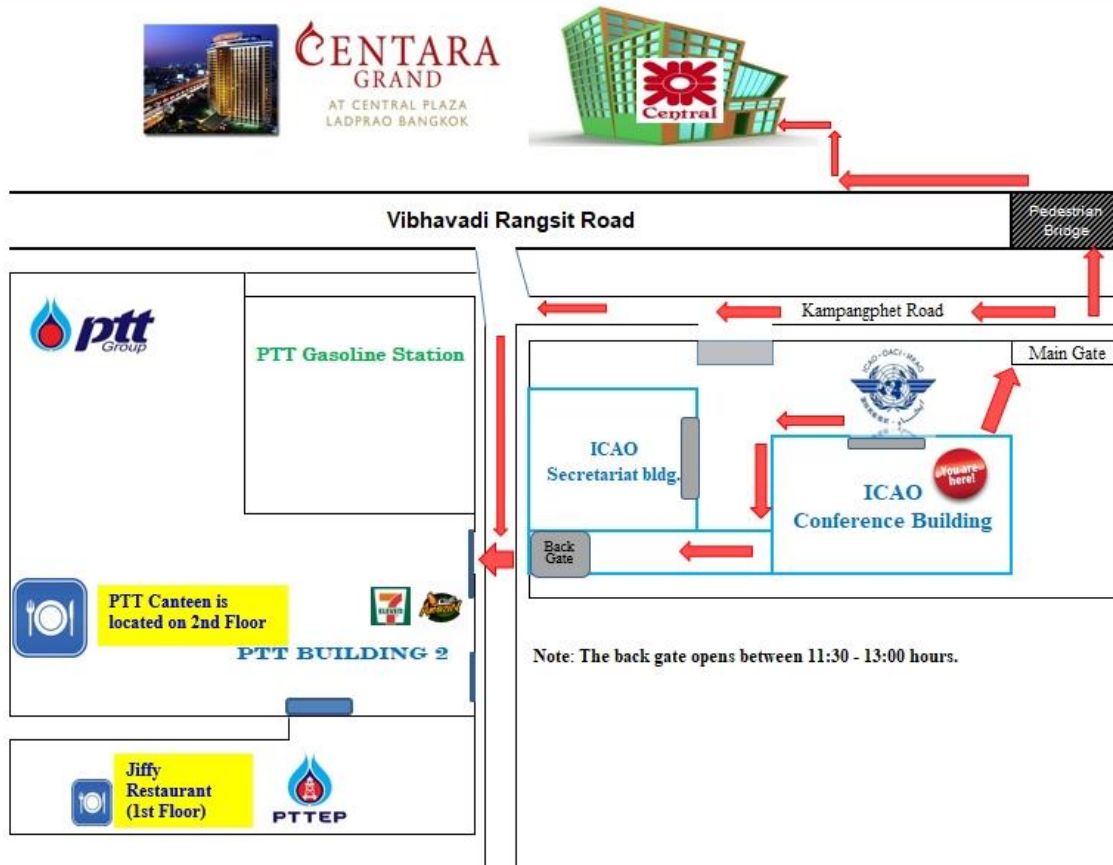 CENTARA
GRAND
AT CENTRAL PLAZA
LADPRAO BANGKOK
Central
Vibhavadi Rangsit Road
Pedestrian
Bridge
ptt
Group
PTT Gasoline Station
Kampangphet Road
Main Gate
ICAO
Secretariat bldg.
You are
here!
ICAO
Conference Building
Back
Gate
PTT Canteen is
located on 2nd Floor
7
ELEVEN
Amazon
PTT BUILDING 2
Note: The back gate opens between 11:30 - 13:00 hours.
Jiffy
Restaurant
(1st Floor)
PTTEP